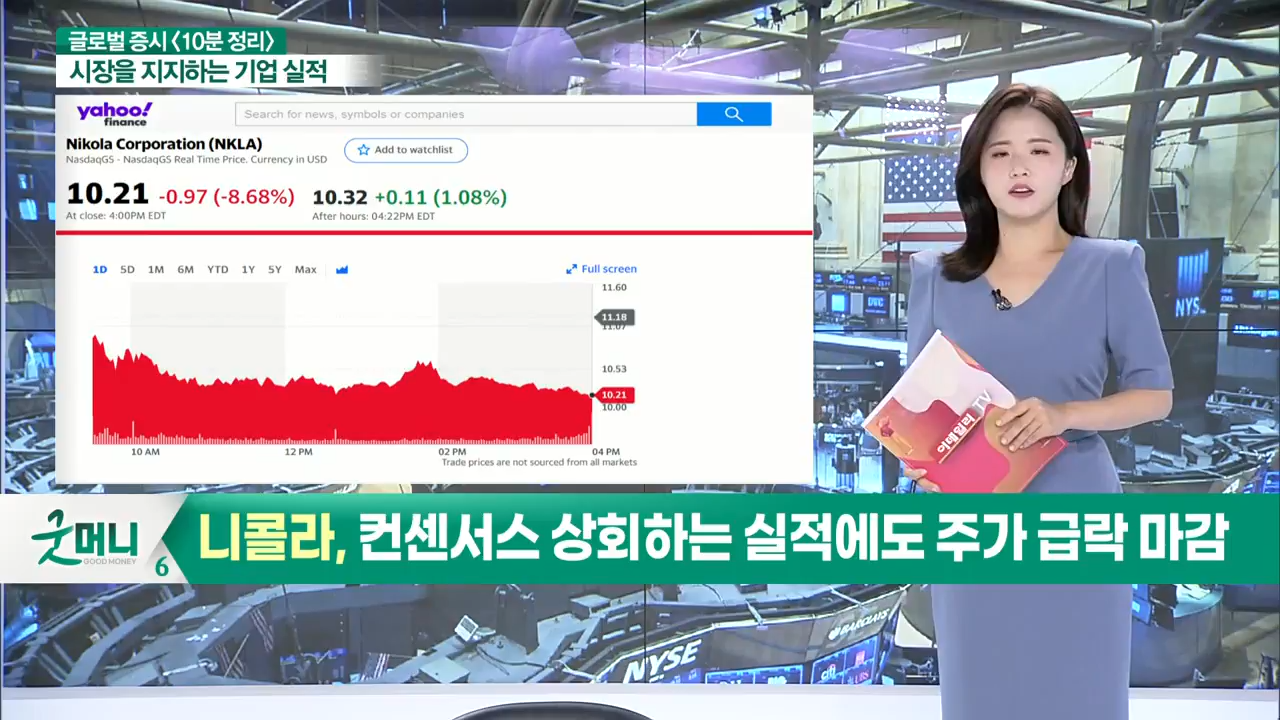 글로벌 증시 <10분 정리>
시장을 지지하는 기업 실적
yahoo!
finance
Search for news, symbols or companies
Nikola Corporation (NKLA)
NasdaqGS - NasdaqGS Real Time Price. Currency in USD
Add to watchlist
10.21 -0.97 (-8.68%)
At close: 4:00PM EDT
10.32 +0.11 (1.08%)
After hours: 04:22PM EDT
1D 5D 1M 6M YTD 1Y 5Y Max
Full screen
11.60
11.18
11.07
10.53
10.21
10.00
10 AM 12 PM 02 PM 04 PM
Trade prices are not sourced from all markets
NYS
이데일리 TV
굿머니
GOOD MONEY
6
니콜라, 컨센서스 상회하는 실적에도 주가 급락 마감
NYSE
BARCLAYS
citi